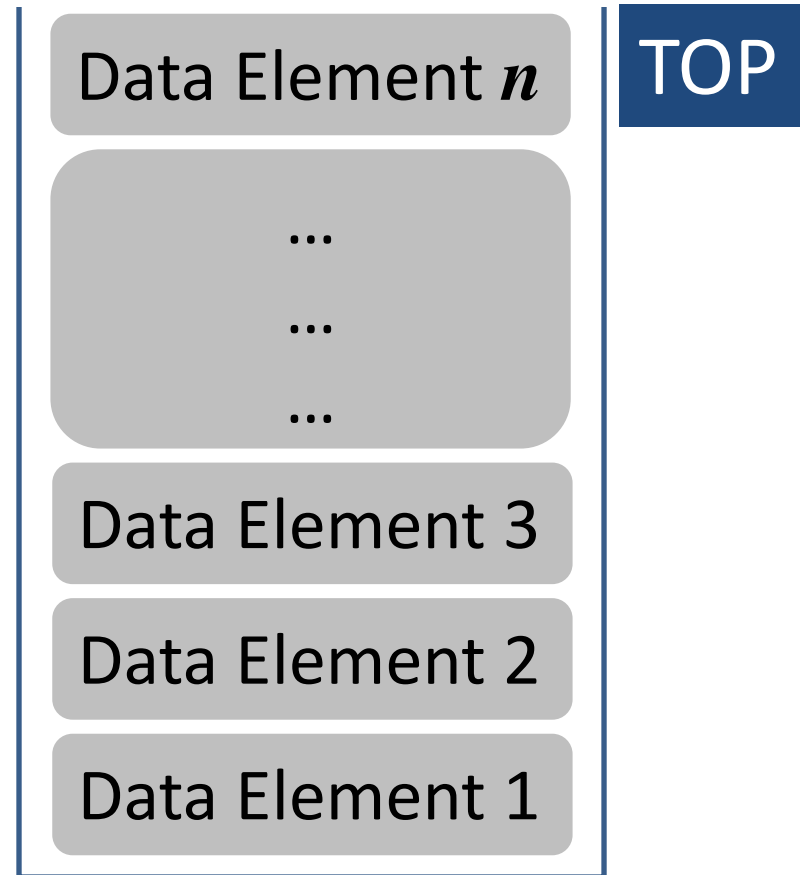 Data Element n
TOP
...
...
...
Data Element 3
Data Element 2
Data Element 1